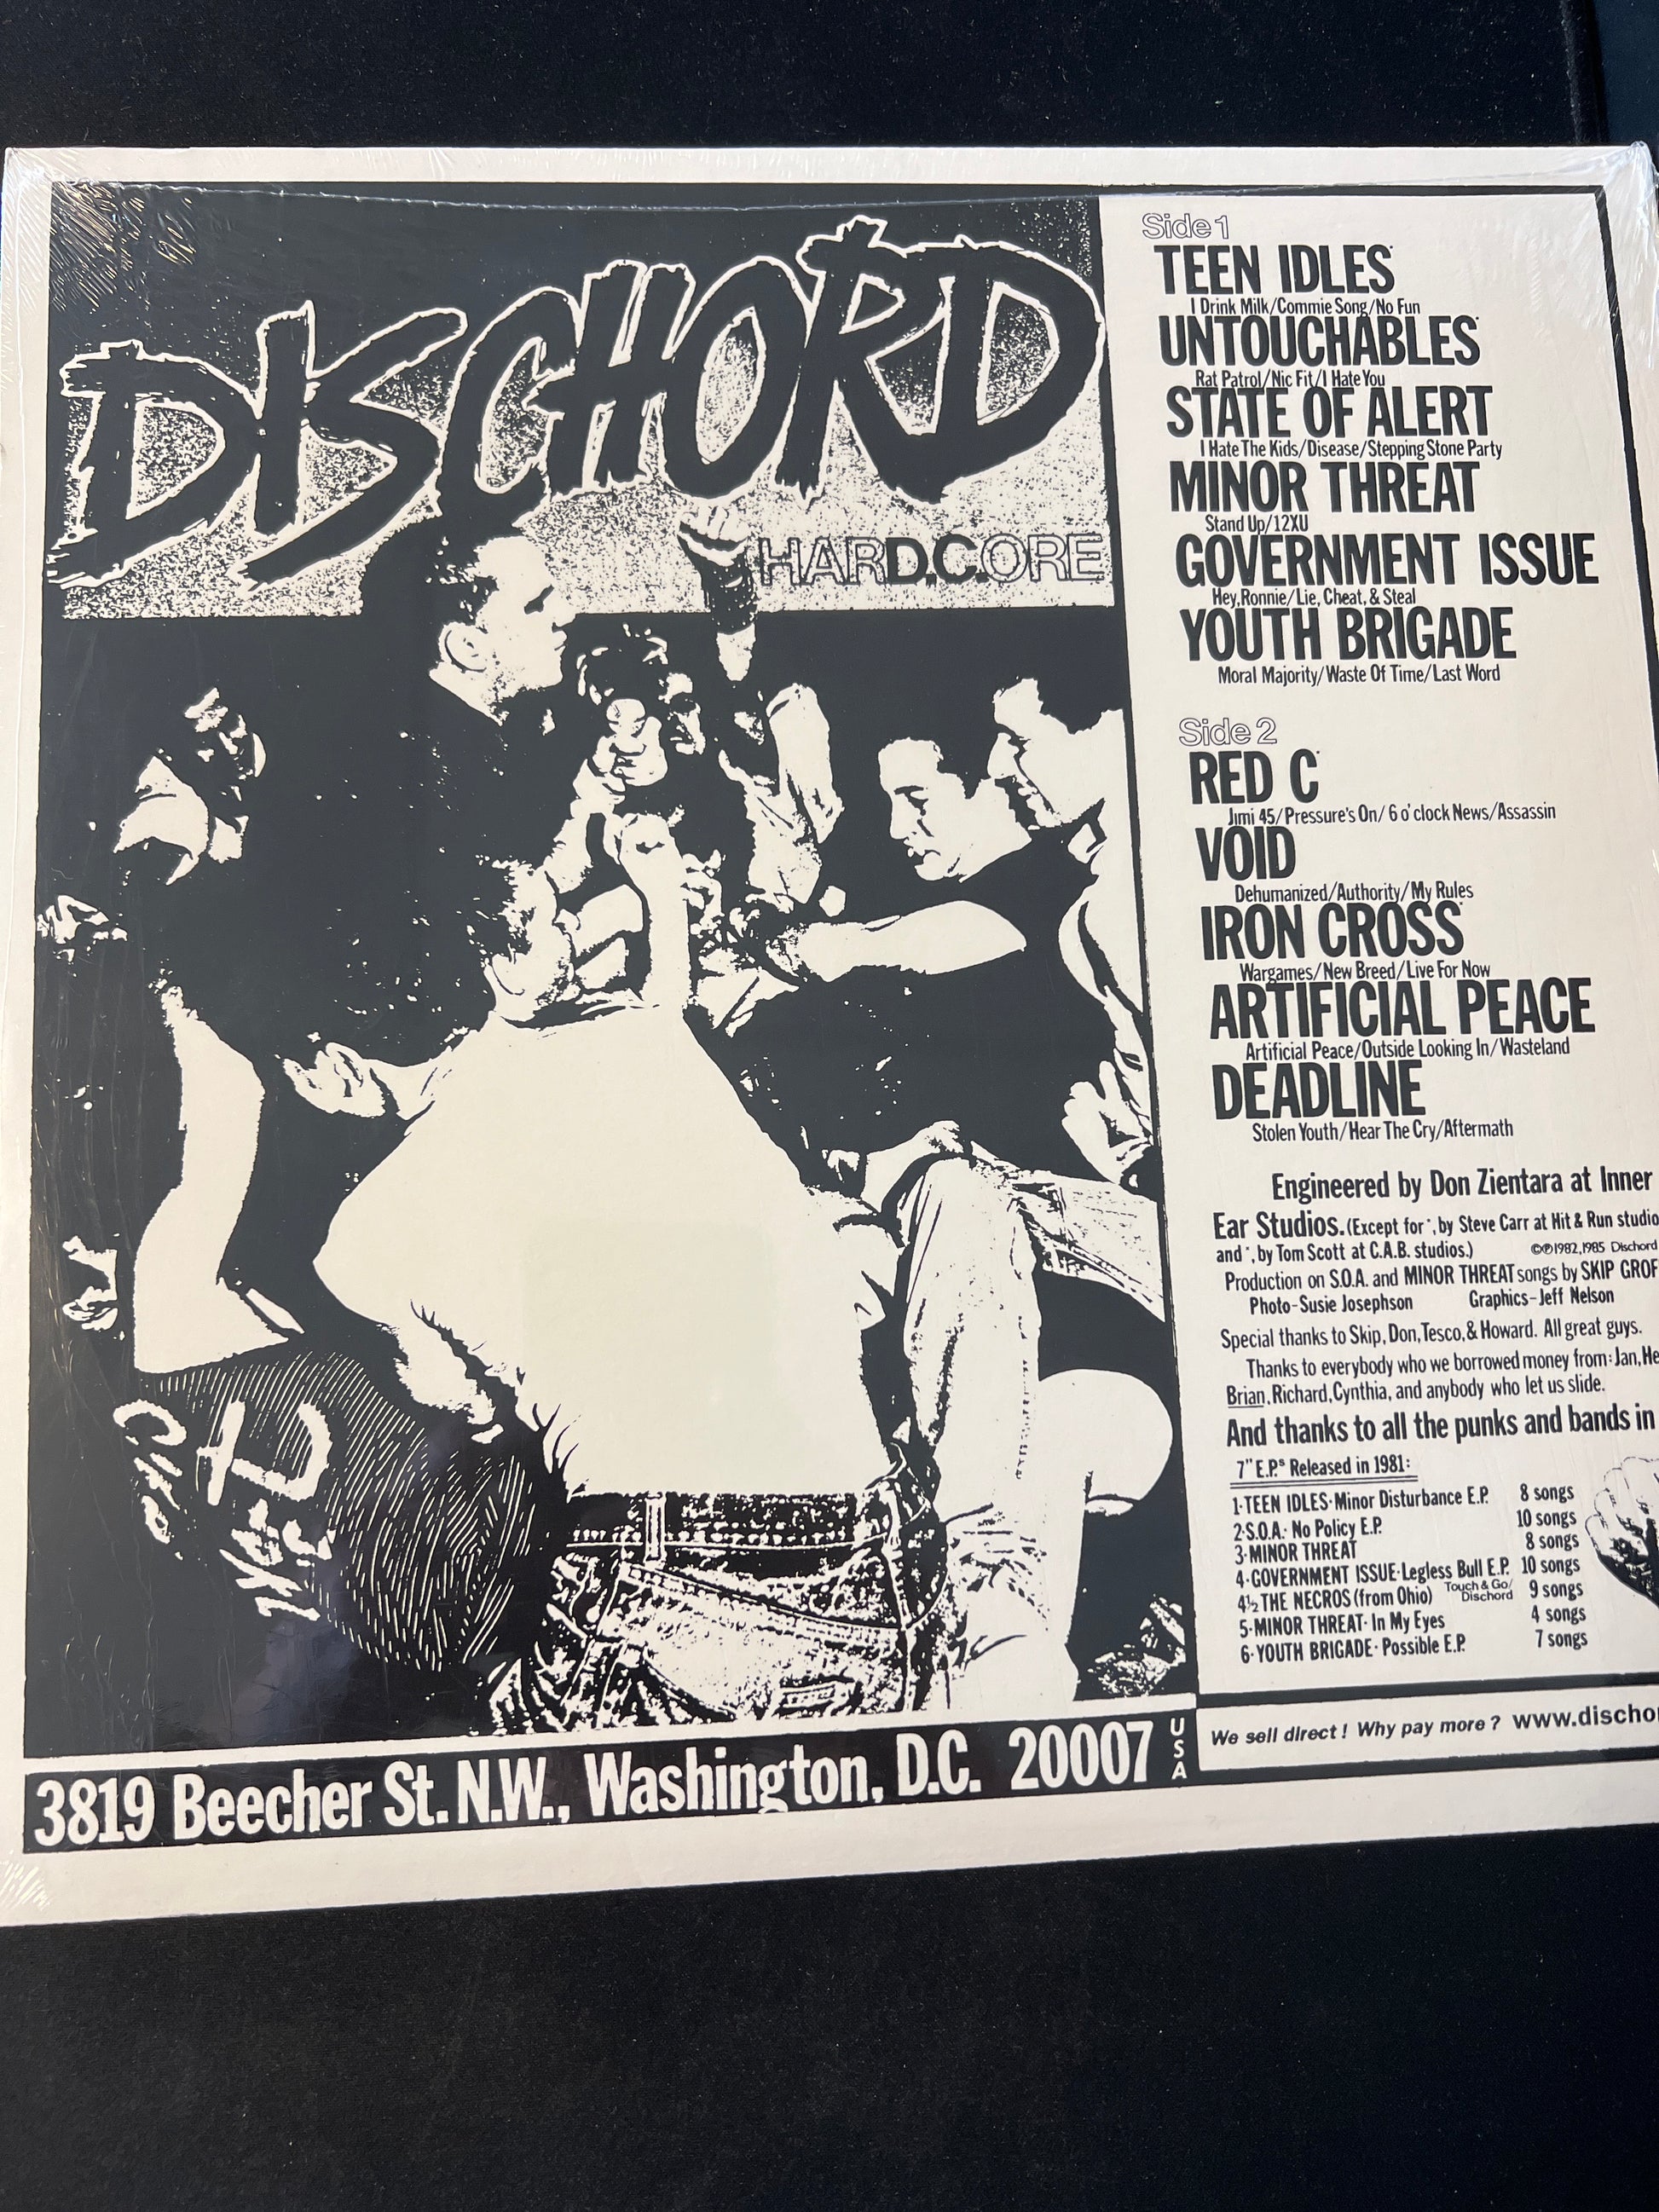 DISCHORD
HARD.C.ORE
Side 1
TEEN IDLES*
I Drink Milk/Commie Song/No Fun
UNTOUCHABLES*
Rat Patrol/Nic Fit/I Hate You
STATE OF ALERT
I Hate The Kids/Disease/Stepping Stone Party
MINOR THREAT
Stand Up/12XU
GOVERNMENT ISSUE
Hey, Ronnie/Lie, Cheat, & Steal
YOUTH BRIGADE
Moral Majority/Waste Of Time/Last Word
Side 2
RED C*
Jimi 45/Pressure's On/6 o'clock News/Assassin
VOID
Dehumanized/Authority/My Rules
IRON CROSS*
Wargames/New Breed/Live For Now
ARTIFICIAL PEACE
Artificial Peace/Outside Looking In/Wasteland
DEADLINE
Stolen Youth/Hear The Cry/Aftermath
Engineered by Don Zientara at Inner
Ear Studios. (Except for *, by Steve Carr at Hit & Run studio
and *, by Tom Scott at C.A.B. studios.)
©℗1982,1985 Dischord
Production on S.O.A. and MINOR THREAT songs by SKIP GROF
Photo-Susie Josephson
Graphics-Jeff Nelson
Special thanks to Skip, Don, Tesco, & Howard. All great guys.
Thanks to everybody who we borrowed money from: Jan, He
Brian, Richard, Cynthia, and anybody who let us slide.
And thanks to all the punks and bands in
7" E.P.s Released in 1981:
1-TEEN IDLES-Minor Disturbance E.P. 8 songs
2-S.O.A.- No Policy E.P. 10 songs
3-MINOR THREAT 8 songs
4-GOVERNMENT ISSUE-Legless Bull E.P. 10 songs
4½ THE NECROS (from Ohio) Touch & Go/Dischord 9 songs
5-MINOR THREAT- In My Eyes 4 songs
6-YOUTH BRIGADE- Possible E.P. 7 songs
We sell direct! Why pay more? www.discho
3819 Beecher St. N.W., Washington, D.C. 20007 USA